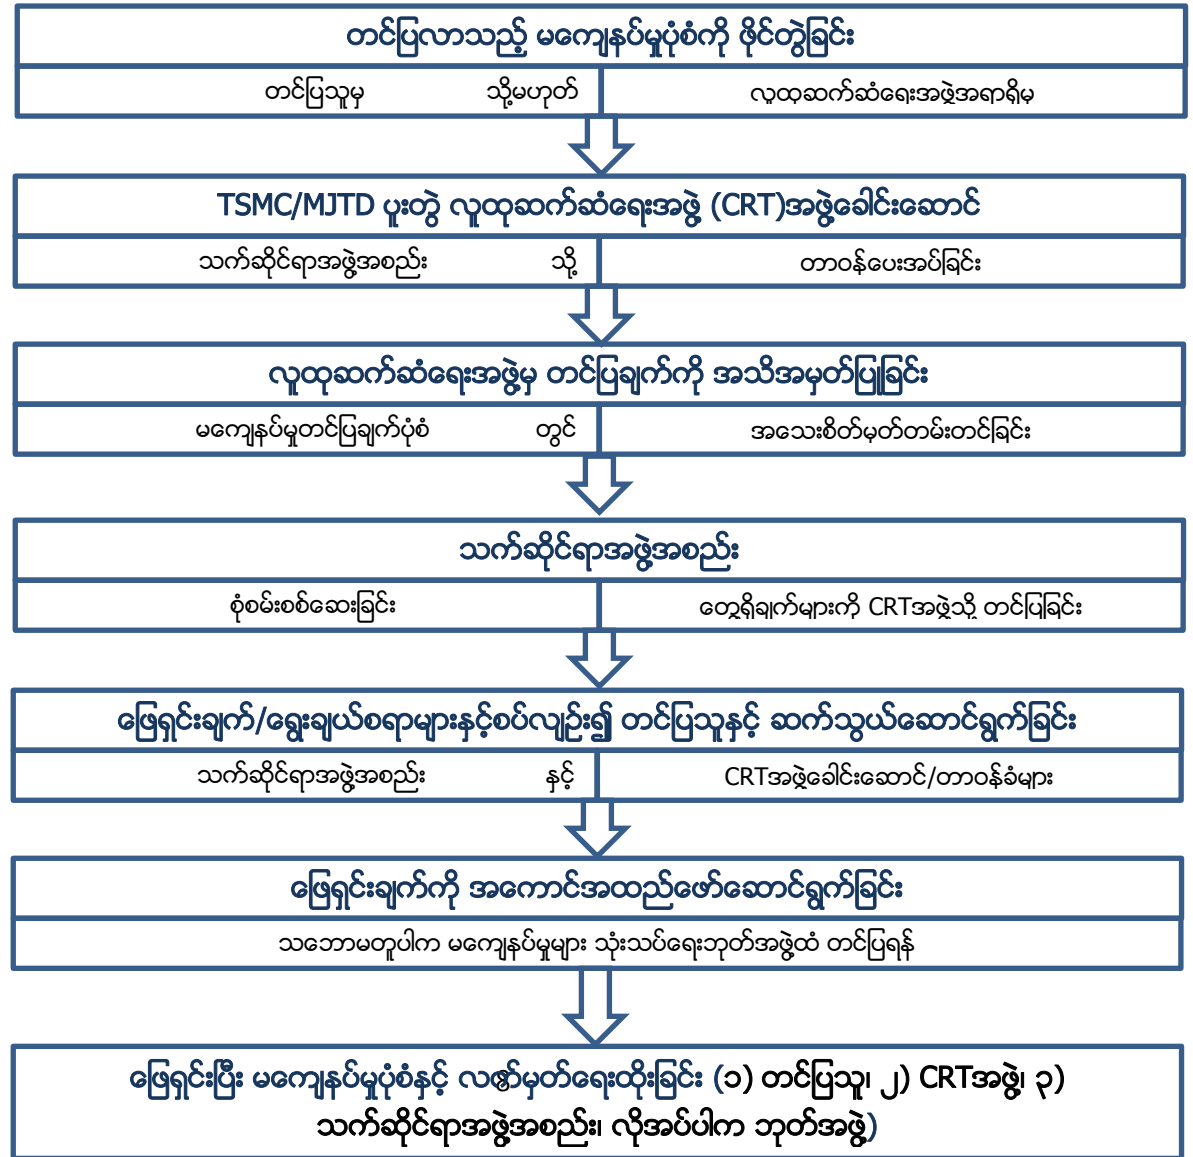 တင်ပြလာသည့် မကျေနပ်မှုပုံစံကို ဖိုင်တွဲခြင်း
တင်ပြသူမှ သို့မဟုတ် လူထုဆက်ဆံရေးအဖွဲ့အရာရှိမှ
TSMC/MJTD ပူးတွဲ လူထုဆက်ဆံရေးအဖွဲ့ (CRT)အဖွဲ့ခေါင်းဆောင်
သက်ဆိုင်ရာအဖွဲ့အစည်း သို့ တာဝန်ပေးအပ်ခြင်း
လူထုဆက်ဆံရေးအဖွဲ့မှ တင်ပြချက်ကို အသိအမှတ်ပြုခြင်း
မကျေနပ်မှုတင်ပြချက်ပုံစံ တွင် အသေးစိတ်မှတ်တမ်းတင်ခြင်း
သက်ဆိုင်ရာအဖွဲ့အစည်း
စုံစမ်းစစ်ဆေးခြင်း တွေ့ရှိချက်များကို CRTအဖွဲ့သို့ တင်ပြခြင်း
ဖြေရှင်းချက်/ရွေးချယ်စရာများနှင့်စပ်လျဉ်း၍ တင်ပြသူနှင့် ဆက်သွယ်ဆောင်ရွက်ခြင်း
သက်ဆိုင်ရာအဖွဲ့အစည်း နှင့် CRTအဖွဲ့ခေါင်းဆောင်/တာဝန်ခံများ
ဖြေရှင်းချက်ကို အကောင်အထည်ဖော်ဆောင်ရွက်ခြင်း
သဘောမတူပါက မကျေနပ်မှုများ သုံးသပ်ရေးဘုတ်အဖွဲ့ထံ တင်ပြရန်
ဖြေရှင်းပြီး မကျေနပ်မှုပုံစံနှင့် လက်မှတ်ရေးထိုးခြင်း (၁) တင်ပြသူ၊ ၂) CRTအဖွဲ့၊ ၃)
သက်ဆိုင်ရာအဖွဲ့အစည်း၊ လိုအပ်ပါက ဘုတ်အဖွဲ့)